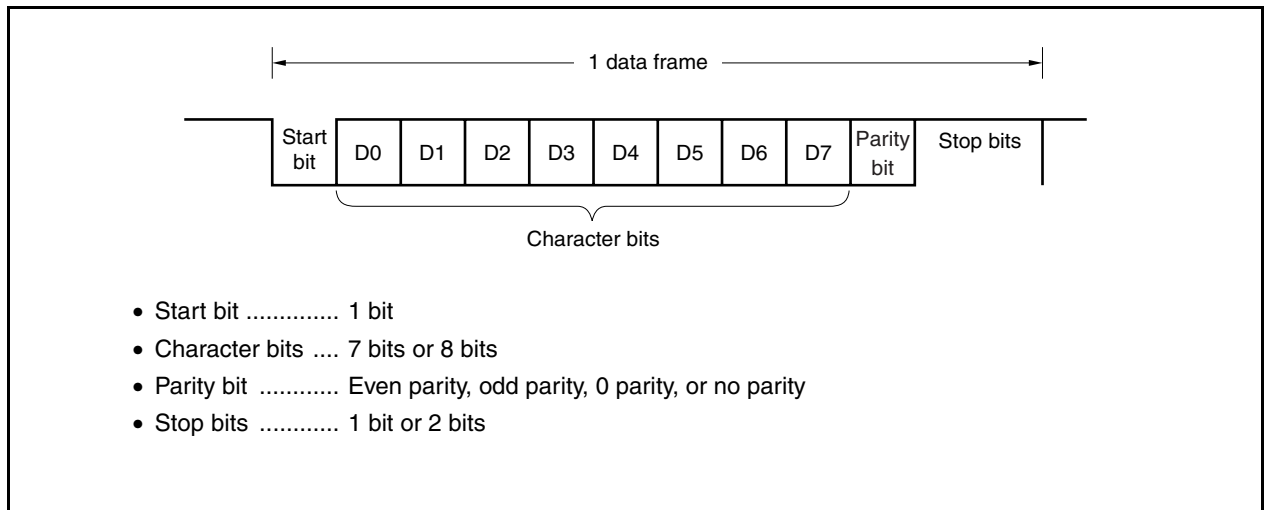 1 data frame
Start bit D0 D1 D2 D3 D4 D5 D6 D7 Parity bit Stop bits
Character bits
• Start bit ............. 1 bit
• Character bits .... 7 bits or 8 bits
• Parity bit ............ Even parity, odd parity, 0 parity, or no parity
• Stop bits ............ 1 bit or 2 bits